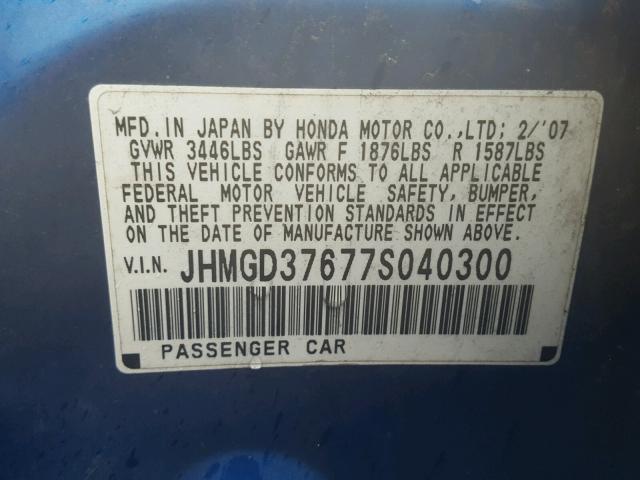 MFD.IN JAPAN BY HONDA MOTOR CO.,LTD; 2/'07
GVWR 3446LBS GAWR F 1876LBS R 1587LBS
THIS VEHICLE CONFORMS TO ALL APPLICABLE
FEDERAL MOTOR VEHICLE SAFETY, BUMPER,
AND THEFT PREVENTION STANDARDS IN EFFECT
ON THE DATE OF MANUFACTURE SHOWN ABOVE.
V.I.N. JHMGD37677S040300
PASSENGER CAR